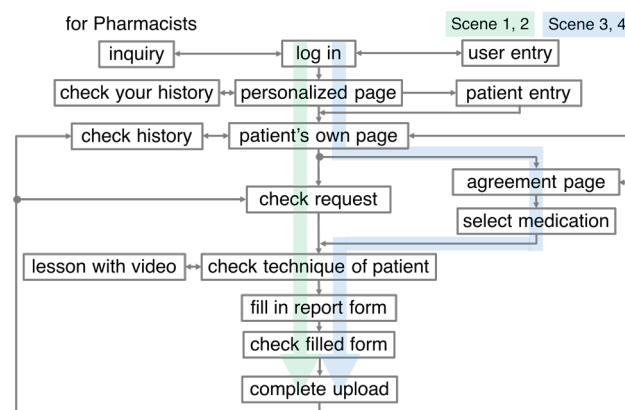 for Pharmacists
Scene 1, 2
Scene 3, 4
inquiry
log in
user entry
check your history
personalized page
patient entry
check history
patient's own page
agreement page
check request
select medication
lesson with video
check technique of patient
fill in report form
check filled form
complete upload